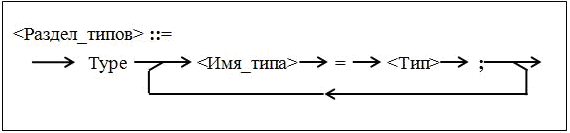 <Раздел_типов> ::=
Type <Имя_типа> = <Тип> ;